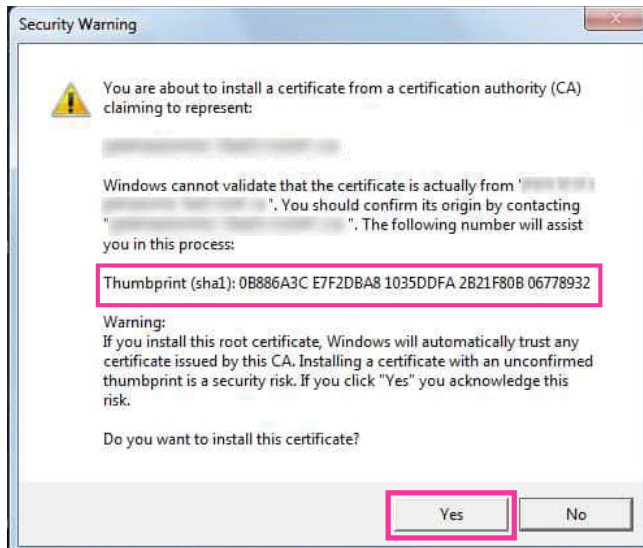 Security Warning
You are about to install a certificate from a certification authority (CA)
claiming to represent:
Windows cannot validate that the certificate is actually from '
". You should confirm its origin by contacting
" ". The following number will assist
you in this process:
Thumbprint (sha1): 0B886A3C E7F2DBA8 1035DDFA 2B21F80B 06778932
Warning:
If you install this root certificate, Windows will automatically trust any
certificate issued by this CA. Installing a certificate with an unconfirmed
thumbprint is a security risk. If you click "Yes" you acknowledge this
risk.
Do you want to install this certificate?
Yes No